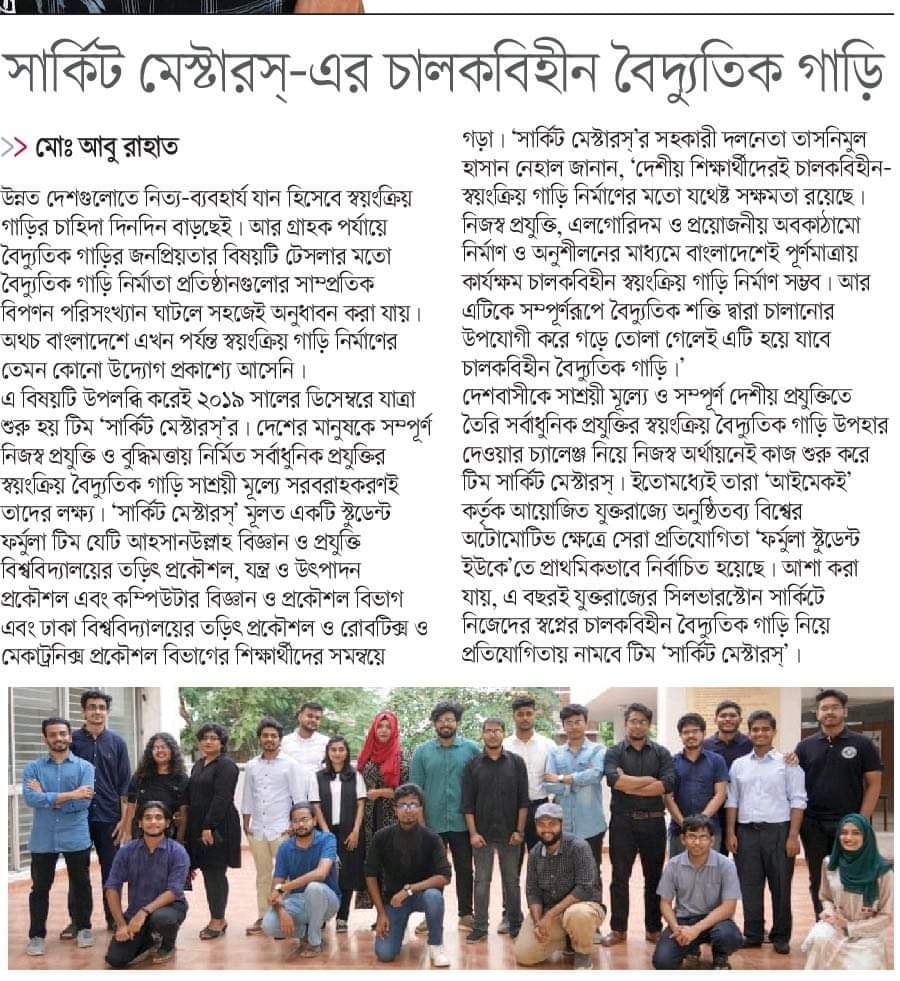 সার্কিট মেস্টারস্-এর চালকবিহীন বৈদ্যুতিক গাড়ি
>> মোঃ আবু রাহাত
উন্নত দেশগুলোতে নিত্য-ব্যবহার্য যান হিসেবে স্বয়ংক্রিয়
গাড়ির চাহিদা দিনদিন বাড়ছেই। আর গ্রাহক পর্যায়ে
বৈদ্যুতিক গাড়ির জনপ্রিয়তার বিষয়টি টেসলার মতো
বৈদ্যুতিক গাড়ি নির্মাতা প্রতিষ্ঠানগুলোর সাম্প্রতিক
বিপণন পরিসংখ্যান ঘাটলে সহজেই অনুধাবন করা যায়।
অথচ বাংলাদেশে এখন পর্যন্ত স্বয়ংক্রিয় গাড়ি নির্মাণের
তেমন কোনো উদ্যোগ প্রকাশ্যে আসেনি।
এ বিষয়টি উপলব্ধি করেই ২০১৯ সালের ডিসেম্বরে যাত্রা
শুরু হয় টিম ‘সার্কিট মেস্টারস্’র। দেশের মানুষকে সম্পূর্ণ
নিজস্ব প্রযুক্তি ও বুদ্ধিমত্তায় নির্মিত সর্বাধুনিক প্রযুক্তির
স্বয়ংক্রিয় বৈদ্যুতিক গাড়ি সাশ্রয়ী মূল্যে সরবরাহকরণই
তাদের লক্ষ্য। ‘সার্কিট মেস্টারস্’ মূলত একটি স্টুডেন্ট
ফর্মুলা টিম যেটি আহসানউল্লাহ বিজ্ঞান ও প্রযুক্তি
বিশ্ববিদ্যালয়ের তড়িৎ প্রকৌশল, যন্ত্র ও উৎপাদন
প্রকৌশল এবং কম্পিউটার বিজ্ঞান ও প্রকৌশল বিভাগ
এবং ঢাকা বিশ্ববিদ্যালয়ের তড়িৎ প্রকৌশল ও রোবটিক্স ও
মেকাট্রনিক্স প্রকৌশল বিভাগের শিক্ষার্থীদের সমন্বয়ে
গড়া। ‘সার্কিট মেস্টারস্’র সহকারী দলনেতা তাসনিমুল
হাসান নেহাল জানান, ‘দেশীয় শিক্ষার্থীদেরই চালকবিহীন-
স্বয়ংক্রিয় গাড়ি নির্মাণের মতো যথেষ্ট সক্ষমতা রয়েছে।
নিজস্ব প্রযুক্তি, এলগোরিদম ও প্রয়োজনীয় অবকাঠামো
নির্মাণ ও অনুশীলনের মাধ্যমে বাংলাদেশেই পূর্ণমাত্রায়
কার্যক্ষম চালকবিহীন স্বয়ংক্রিয় গাড়ি নির্মাণ সম্ভব। আর
এটিকে সম্পূর্ণরূপে বৈদ্যুতিক শক্তি দ্বারা চালানোর
উপযোগী করে গড়ে তোলা গেলেই এটি হয়ে যাবে
চালকবিহীন বৈদ্যুতিক গাড়ি।’
দেশবাসীকে সাশ্রয়ী মূল্যে ও সম্পূর্ণ দেশীয় প্রযুক্তিতে
তৈরি সর্বাধুনিক প্রযুক্তির স্বয়ংক্রিয় বৈদ্যুতিক গাড়ি উপহার
দেওয়ার চ্যালেঞ্জ নিয়ে নিজস্ব অর্থায়নেই কাজ শুরু করে
টিম সার্কিট মেস্টারস্। ইতোমধ্যেই তারা ‘আইমেকই’
কর্তৃক আয়োজিত যুক্তরাজ্যে অনুষ্ঠিতব্য বিশ্বের
অটোমোটিভ ক্ষেত্রে সেরা প্রতিযোগিতা ‘ফর্মুলা স্টুডেন্ট
ইউকে’তে প্রাথমিকভাবে নির্বাচিত হয়েছে। আশা করা
যায়, এ বছরই যুক্তরাজ্যের সিলভারস্টোন সার্কিটে
নিজেদের স্বপ্নের চালকবিহীন বৈদ্যুতিক গাড়ি নিয়ে
প্রতিযোগিতায় নামবে টিম ‘সার্কিট মেস্টারস্’।